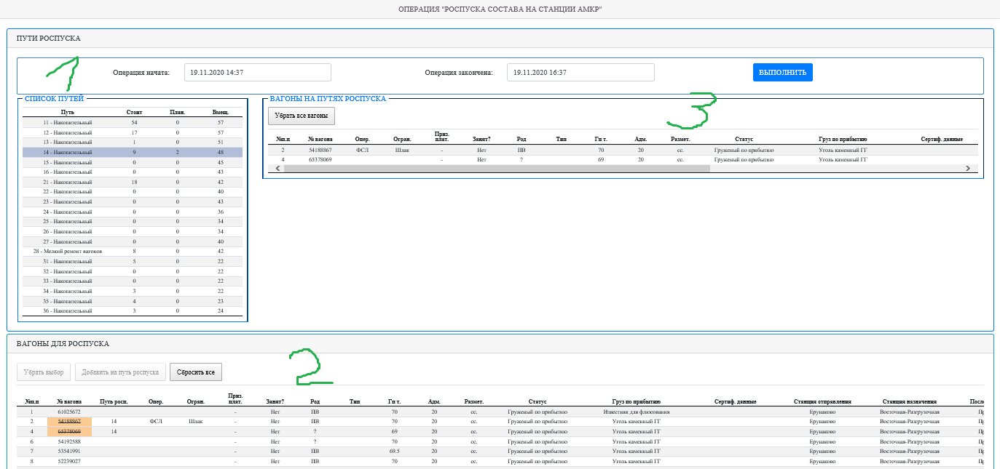 ОПЕРАЦИЯ "РОСПУСКА СОСТАВА НА СТАНЦИИ АМКР"
ПУТИ РОСПУСКА
1
Операция начата: 19.11.2020 14:37 Операция закончена: 19.11.2020 16:37 ВЫПОЛНИТЬ
СПИСОК ПУТЕЙ
Путь Стоит План. Вмещ.
11 - Накопительный 54 0 57
12 - Накопительный 17 0 57
13 - Накопительный 1 0 51
14 - Накопительный 9 2 48
15 - Накопительный 0 0 45
16 - Накопительный 0 0 43
21 - Накопительный 18 0 42
22 - Накопительный 0 0 40
23 - Накопительный 0 0 43
24 - Накопительный 0 0 36
25 - Накопительный 0 0 34
26 - Накопительный 0 0 34
27 - Накопительный 0 0 40
28 - Мелкий ремонт вагонов 8 0 42
31 - Накопительный 5 0 22
32 - Накопительный 0 0 22
33 - Накопительный 0 0 22
34 - Накопительный 3 0 22
35 - Накопительный 4 0 23
36 - Накопительный 3 0 24
ВАГОНЫ НА ПУТЯХ РОСПУСКА
3
Убрать все вагоны
№п.п № вагона Опер. Огран. Приз. плат. Занят? Род Тип Гп т. Адм. Размет. Статус Груз по прибытию Сертиф. данные
2 54188867 ФСЛ Шлак - Нет ПВ 70 20 сс. Груженый по прибытию Уголь каменный ГГ
4 65378069 - Нет ? 69 20 сс. Груженый по прибытию Уголь каменный ГГ
ВАГОНЫ ДЛЯ РОСПУСКА
2
Убрать выбор Добавить на путь роспуска Сбросить все
№п.п № вагона Путь росп. Опер. Огран. Приз. плат. Занят? Род Тип Гп т. Адм. Размет. Статус Груз по прибытию Сертиф. данные Станция отправления Станция назначения Посл
1 61025672 - Нет ПВ 70 20 сс. Груженый по прибытию Известняк для флюсования Ерунаково Восточная-Разгрузочная Пр
2 54188867 14 ФСЛ Шлак - Нет ПВ 70 20 сс. Груженый по прибытию Уголь каменный ГГ Ерунаково Восточная-Разгрузочная Пр
4 65378069 14 - Нет ? 69 20 сс. Груженый по прибытию Уголь каменный ГГ Ерунаково Восточная-Разгрузочная Пр
6 54192588 - Нет ? 70 20 сс. Груженый по прибытию Уголь каменный ГГ Ерунаково Восточная-Разгрузочная Пр
7 53541991 - Нет ПВ 69.5 20 сс. Груженый по прибытию Уголь каменный ГГ Ерунаково Восточная-Разгрузочная Пр
8 52239027 - Нет ПВ 70 20 сс. Груженый по прибытию Уголь каменный ГГ Ерунаково Восточная-Разгрузочная Пр